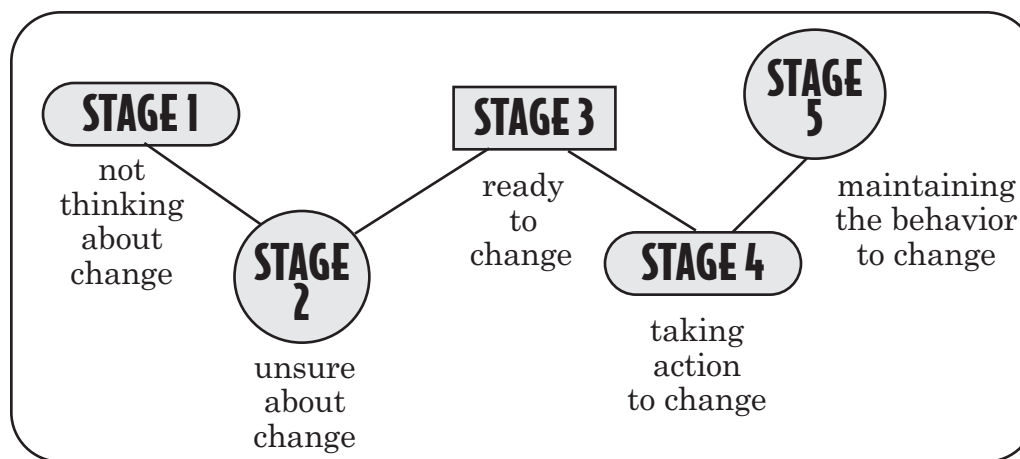 STAGE 1
not
thinking
about
change
STAGE
2
unsure
about
change
STAGE 3
ready
to
change
STAGE 4
taking
action
to change
STAGE
5
maintaining
the behavior
to change